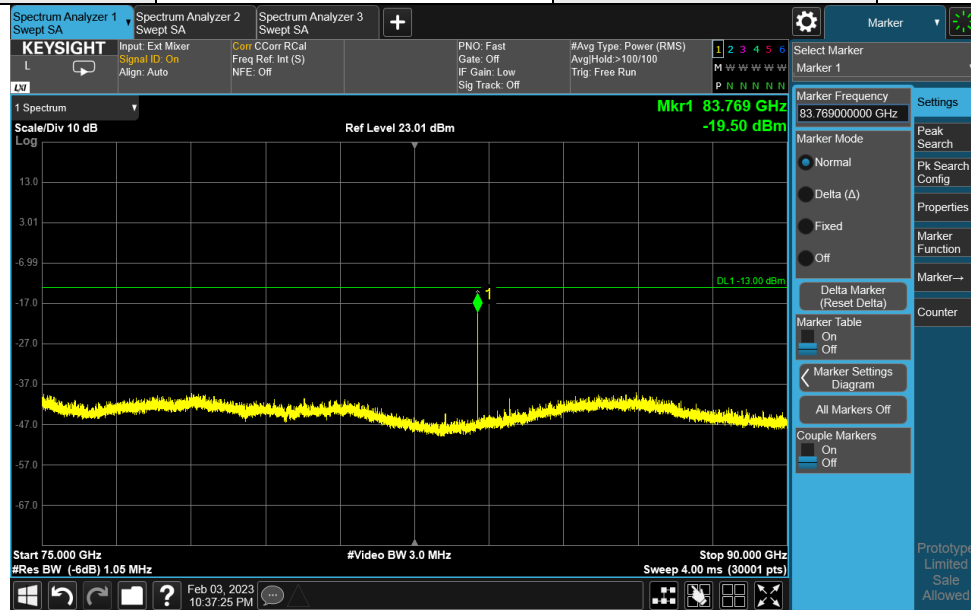 Spectrum Analyzer 1
Swept SA
Spectrum Analyzer 2
Swept SA
Spectrum Analyzer 3
Swept SA
Marker
KEYSIGHT
L
LXI
Input: Ext Mixer
Signal ID: On
Align: Auto
Corr CCorr RCal
Freq Ref: Int (S)
NFE: Off
PNO: Fast
Gate: Off
IF Gain: Low
Sig Track: Off
#Avg Type: Power (RMS)
Avg|Hold:>100/100
Trig: Free Run
1 2 3 4 5 6
M W W W W W
P N N N N N
Select Marker
Marker 1
1 Spectrum
Scale/Div 10 dB
Log
Ref Level 23.01 dBm
Mkr1 83.769 GHz
-19.50 dBm
13.0
3.01
-6.99
-17.0
-27.0
-37.0
-47.0
-57.0
-67.0
DL1 -13.00 dBm
1
Start 75.000 GHz
#Res BW (-6dB) 1.05 MHz
#Video BW 3.0 MHz
Stop 90.000 GHz
Sweep 4.00 ms (30001 pts)
Marker Frequency
83.769000000 GHz
Marker Mode
Normal
Delta (Δ)
Fixed
Off
Delta Marker
(Reset Delta)
Marker Table
On
Off
Marker Settings
Diagram
All Markers Off
Couple Markers
On
Off
Settings
Peak
Search
Pk Search
Config
Properties
Marker
Function
Marker→
Counter
Prototype
Limited
Sale
Allowed
?
Feb 03, 2023
10:37:25 PM